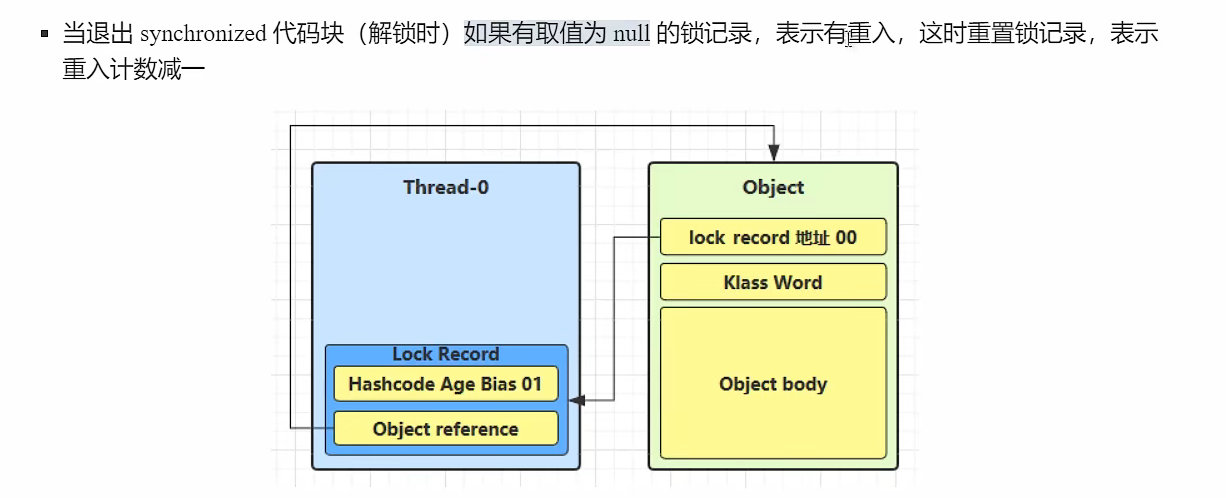 当退出 synchronized 代码块（解锁时）如果有取值为 null 的锁记录，表示有重入，这时重置锁记录，表示
重入计数减一
Thread-0
Object
lock record 地址 00
Klass Word
Lock Record
Hashcode Age Bias 01
Object body
Object reference